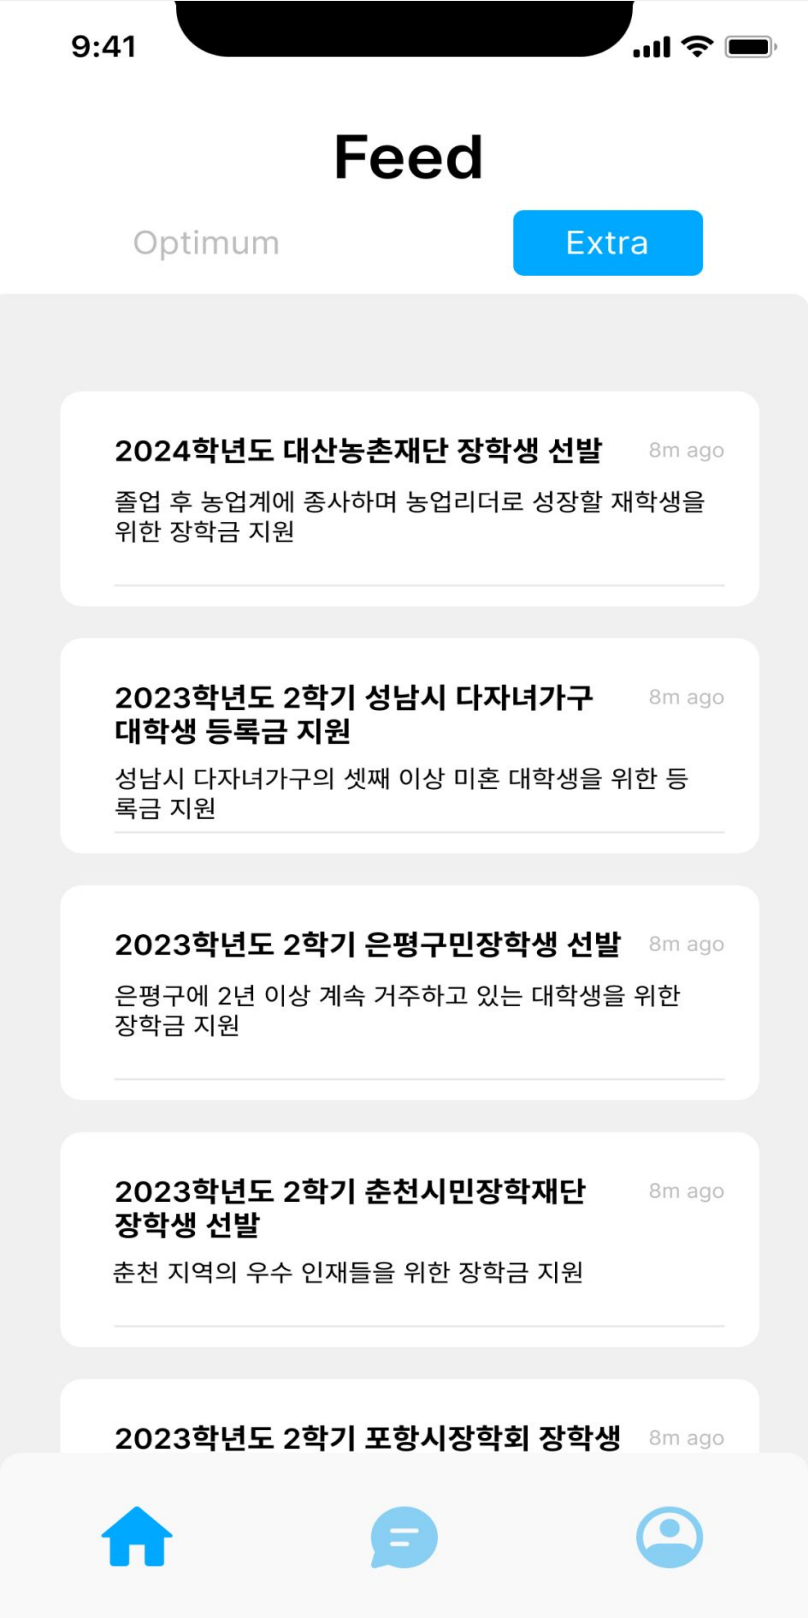 9:41
Feed
Optimum
Extra
2024학년도 대산농촌재단 장학생 선발
8m ago
졸업 후 농업계에 종사하며 농업리더로 성장할 재학생을
위한 장학금 지원
2023학년도 2학기 성남시 다자녀가구
8m ago
대학생 등록금 지원
성남시 다자녀가구의 셋째 이상 미혼 대학생을 위한 등
록금 지원
2023학년도 2학기 은평구민장학생 선발
8m ago
은평구에 2년 이상 계속 거주하고 있는 대학생을 위한
장학금 지원
2023학년도 2학기 춘천시민장학재단
8m ago
장학생 선발
춘천 지역의 우수 인재들을 위한 장학금 지원
2023학년도 2학기 포항시장학회 장학생
8m ago